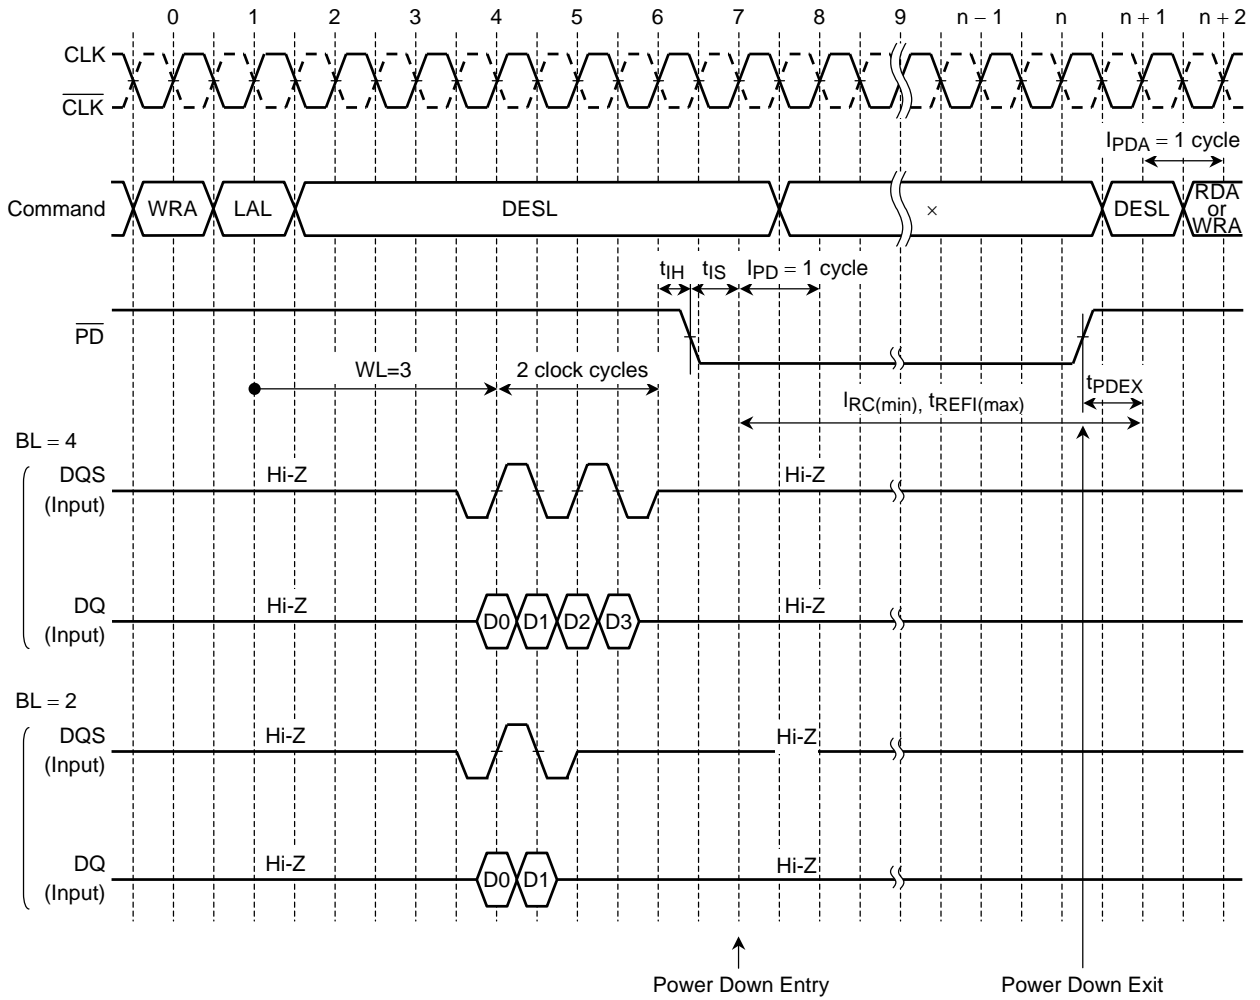 0 1 2 3 4 5 6 7 8 9 n − 1 n n + 1 n + 2
CLK
CLK
IPDA = 1 cycle
Command WRA LAL DESL × DESL RDA or WRA
tIH tIS IPD = 1 cycle
PD
WL=3 2 clock cycles
tPDEX
IRC(min), tREFI(max)
BL = 4
DQS (Input) Hi-Z Hi-Z
DQ (Input) Hi-Z D0 D1 D2 D3 Hi-Z
BL = 2
DQS (Input) Hi-Z Hi-Z
DQ (Input) Hi-Z D0 D1 Hi-Z
Power Down Entry Power Down Exit